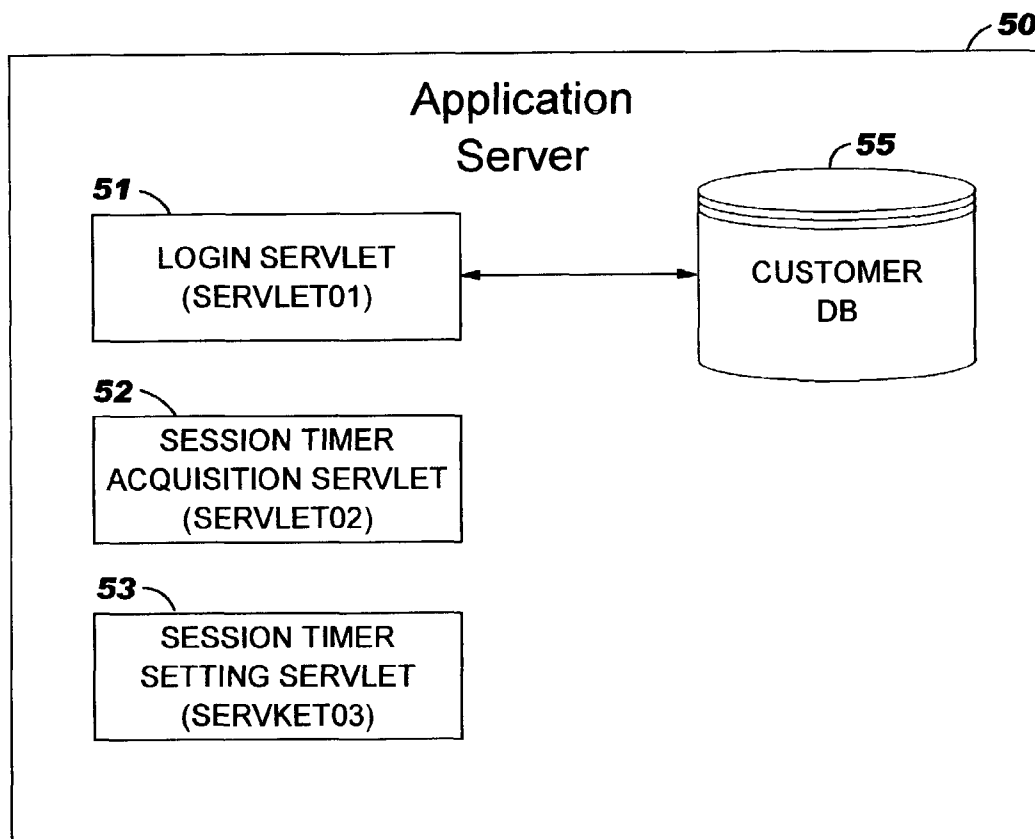 50
Application
Server
55
51
LOGIN SERVLET
(SERVLET01)
CUSTOMER
DB
52
SESSION TIMER
ACQUISITION SERVLET
(SERVLET02)
53
SESSION TIMER
SETTING SERVLET
(SERVKET03)